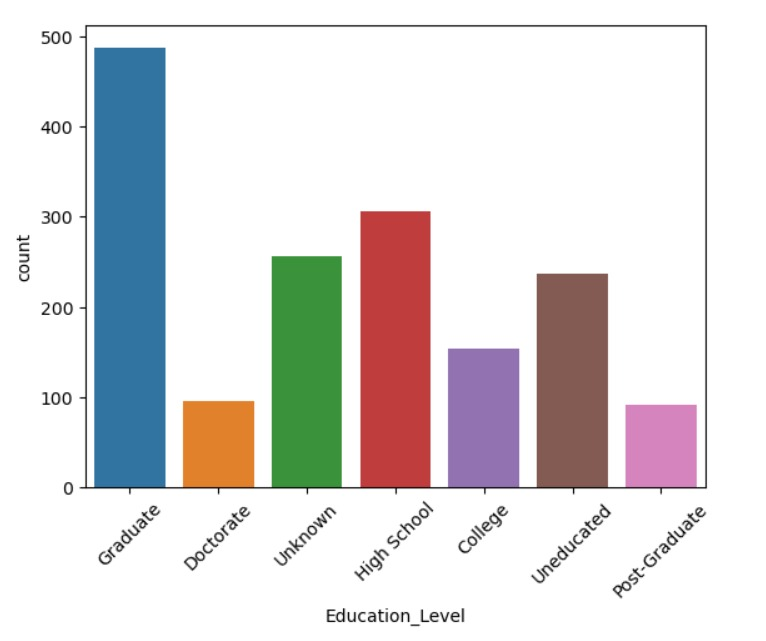 500
400
300
200
100
0
count
Graduate
Doctorate
Unknown
High School
College
Uneducated
Post-Graduate
Education_Level